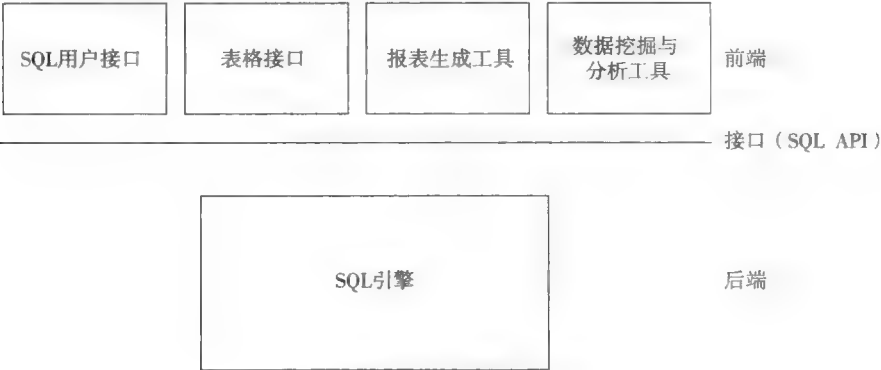 SQL用户接口
表格接口
报表生成工具
数据挖掘与
分析工具
前端
接口（SQL API）
SQL引擎
后端